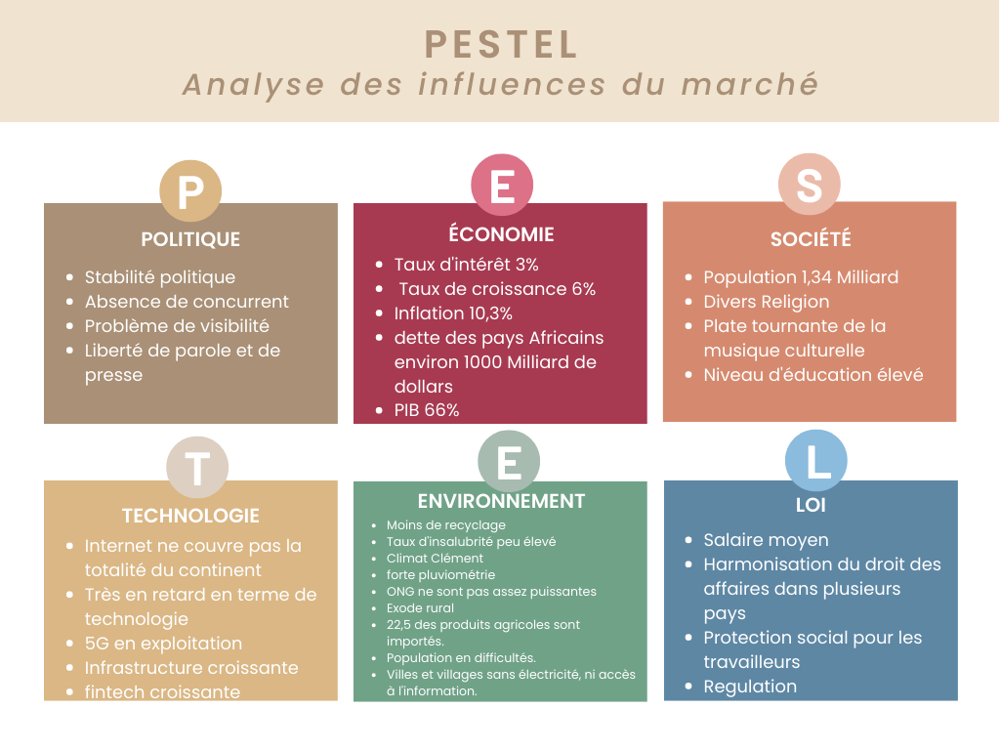 PESTEL
Analyse des influences du marché
P
POLITIQUE
• Stabilité politique
• Absence de concurrent
• Problème de visibilité
• Liberté de parole et de
presse
E
ÉCONOMIE
• Taux d'intérêt 3%
• Taux de croissance 6%
• Inflation 10,3%
• dette des pays Africains
environ 1000 Milliard de
dollars
• PIB 66%
S
SOCIÉTÉ
• Population 1,34 Milliard
• Divers Religion
• Plate tournante de la
musique culturelle
• Niveau d'éducation élevé
T
TECHNOLOGIE
• Internet ne couvre pas la
totalité du continent
• Très en retard en terme de
technologie
• 5G en exploitation
• Infrastructure croissante
• fintech croissante
E
ENVIRONNEMENT
• Moins de recyclage
• Taux d'insalubrité peu élevé
• Climat Clément
• forte pluviométrie
• ONG ne sont pas assez puissantes
• Exode rural
• 22,5 des produits agricoles sont
importés.
• Population en difficultés.
• Villes et villages sans électricité, ni accès
à l'information.
L
LOI
• Salaire moyen
• Harmonisation du droit des
affaires dans plusieurs
pays
• Protection social pour les
travailleurs
• Regulation